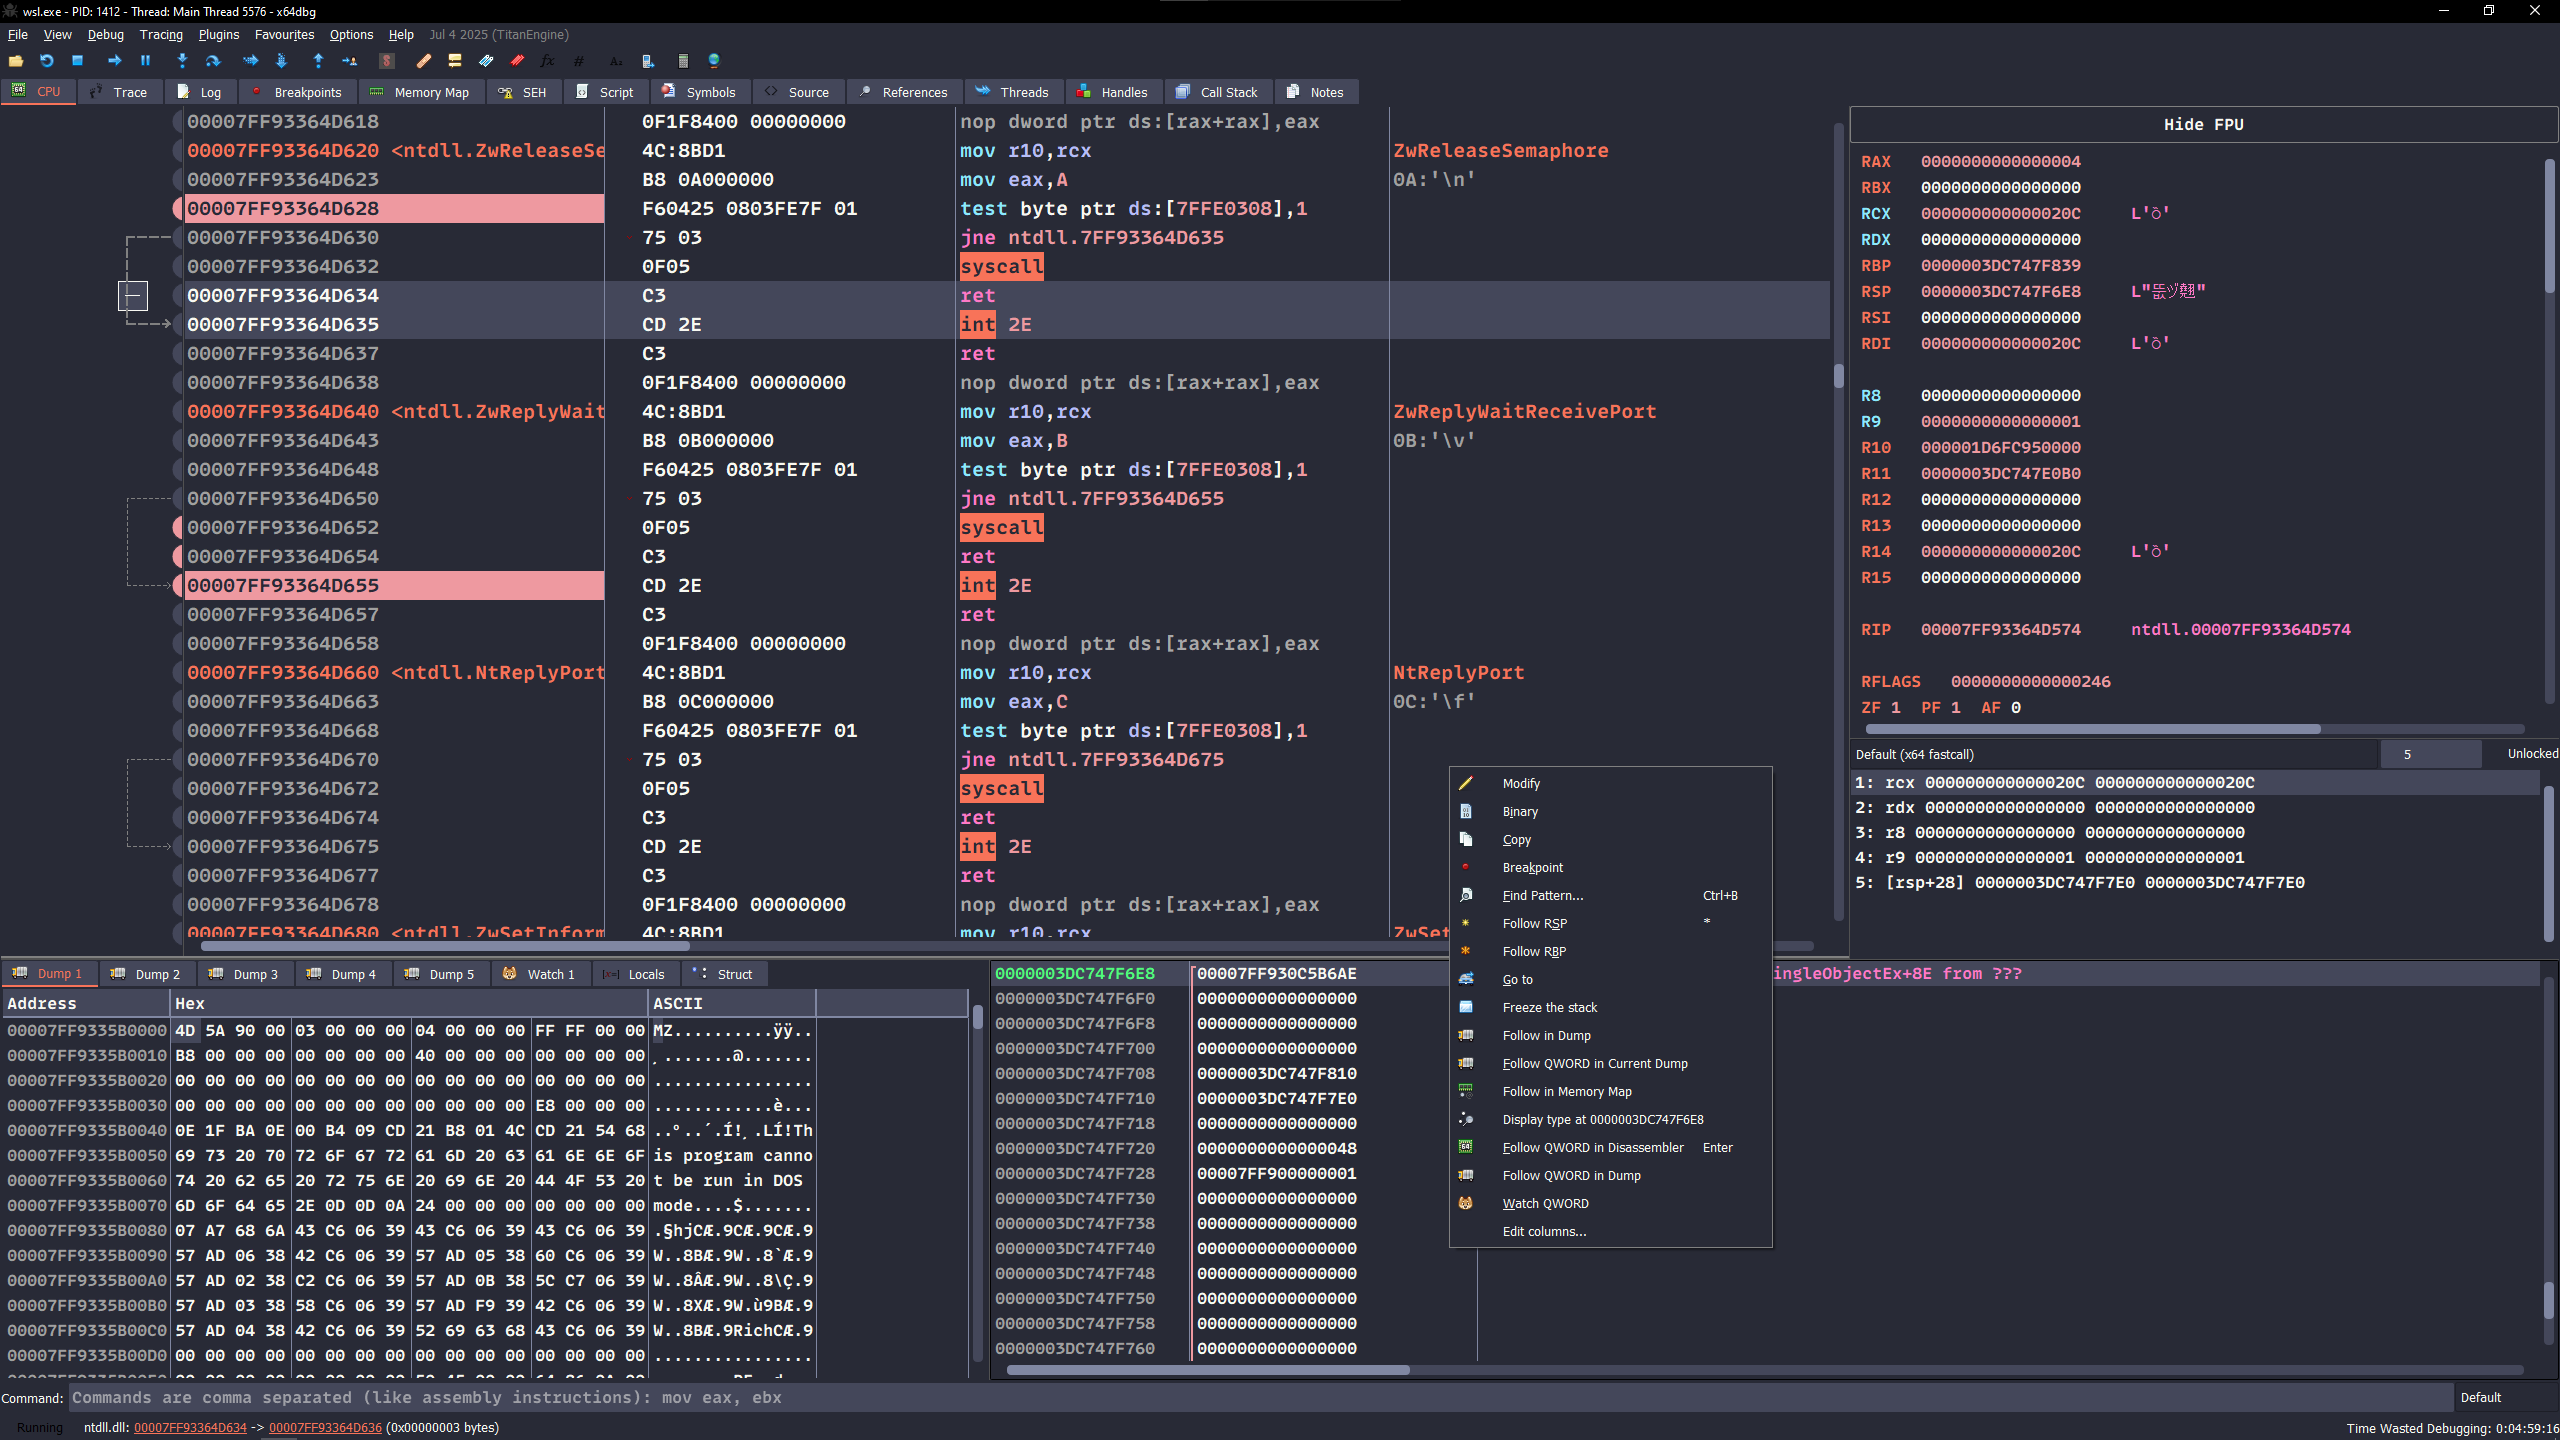 wsl.exe - PID: 1412 - Thread: Main Thread 5576 - x64dbg
File View Debug Tracing Plugins Favourites Options Help Jul 4 2025 (TitanEngine)
CPU Trace Log Breakpoints Memory Map SEH Script Symbols Source References Threads Handles Call Stack Notes
00007FF93364D618 0F1F8400 00000000 nop dword ptr ds:[rax+rax],eax
00007FF93364D620 <ntdll.ZwReleaseSe 4C:8BD1 mov r10,rcx ZwReleaseSemaphore
00007FF93364D623 B8 0A000000 mov eax,A 0A:'\n'
00007FF93364D628 F60425 0803FE7F 01 test byte ptr ds:[7FFE0308],1
00007FF93364D630 75 03 jne ntdll.7FF93364D635
00007FF93364D632 0F05 syscall
00007FF93364D634 C3 ret
00007FF93364D635 CD 2E int 2E
00007FF93364D637 C3 ret
00007FF93364D638 0F1F8400 00000000 nop dword ptr ds:[rax+rax],eax
00007FF93364D640 <ntdll.ZwReplyWait 4C:8BD1 mov r10,rcx ZwReplyWaitReceivePort
00007FF93364D643 B8 0B000000 mov eax,B 0B:'\v'
00007FF93364D648 F60425 0803FE7F 01 test byte ptr ds:[7FFE0308],1
00007FF93364D650 75 03 jne ntdll.7FF93364D655
00007FF93364D652 0F05 syscall
00007FF93364D654 C3 ret
00007FF93364D655 CD 2E int 2E
00007FF93364D657 C3 ret
00007FF93364D658 0F1F8400 00000000 nop dword ptr ds:[rax+rax],eax
00007FF93364D660 <ntdll.NtReplyPort 4C:8BD1 mov r10,rcx NtReplyPort
00007FF93364D663 B8 0C000000 mov eax,C 0C:'\f'
00007FF93364D668 F60425 0803FE7F 01 test byte ptr ds:[7FFE0308],1
00007FF93364D670 75 03 jne ntdll.7FF93364D675
00007FF93364D672 0F05 syscall
00007FF93364D674 C3 ret
00007FF93364D675 CD 2E int 2E
00007FF93364D677 C3 ret
00007FF93364D678 0F1F8400 00000000 nop dword ptr ds:[rax+rax],eax
00007FF93364D680 <ntdll.ZwSetInform 4C:8BD1 mov r10,rcx ZwSet
Hide FPU
RAX 0000000000000004
RBX 0000000000000000
RCX 000000000000020C L'Ȍ'
RDX 0000000000000000
RBP 0000003DC747F839
RSP 0000003DC747F6E8
RSI 0000000000000000
RDI 000000000000020C L'Ȍ'
R8 0000000000000000
R9 0000000000000001
R10 000001D6FC950000
R11 0000003DC747E0B0
R12 0000000000000000
R13 0000000000000000
R14 000000000000020C L'Ȍ'
R15 0000000000000000
RIP 00007FF93364D574 ntdll.00007FF93364D574
RFLAGS 0000000000000246
ZF 1 PF 1 AF 0
Default (x64 fastcall) 5 Unlocked
1: rcx 000000000000020C 000000000000020C
2: rdx 0000000000000000 0000000000000000
3: r8 0000000000000000 0000000000000000
4: r9 0000000000000001 0000000000000001
5: [rsp+28] 0000003DC747F7E0 0000003DC747F7E0
Modify
Binary
Copy
Breakpoint
Find Pattern... Ctrl+B
Follow RSP *
Follow RBP
Go to
Freeze the stack
Follow in Dump
Follow QWORD in Current Dump
Follow in Memory Map
Display type at 0000003DC747F6E8
Follow QWORD in Disassembler Enter
Follow QWORD in Dump
Watch QWORD
Edit columns...
Dump 1 Dump 2 Dump 3 Dump 4 Dump 5 Watch 1 Locals Struct
Address Hex ASCII
00007FF9335B0000 4D 5A 90 00 03 00 00 00 04 00 00 00 FF FF 00 00 MZ..........ÿÿ..
00007FF9335B0010 B8 00 00 00 00 00 00 00 40 00 00 00 00 00 00 00 ¸.......@.......
00007FF9335B0020 00 00 00 00 00 00 00 00 00 00 00 00 00 00 00 00 ................
00007FF9335B0030 00 00 00 00 00 00 00 00 00 00 00 00 E8 00 00 00 ............è...
00007FF9335B0040 0E 1F BA 0E 00 B4 09 CD 21 B8 01 4C CD 21 54 68 ..º..´.Í!¸.LÍ!Th
00007FF9335B0050 69 73 20 70 72 6F 67 72 61 6D 20 63 61 6E 6E 6F is program canno
00007FF9335B0060 74 20 62 65 20 72 75 6E 20 69 6E 20 44 4F 53 20 t be run in DOS
00007FF9335B0070 6D 6F 64 65 2E 0D 0D 0A 24 00 00 00 00 00 00 00 mode....$.......
00007FF9335B0080 07 A7 68 6A 43 C6 06 39 43 C6 06 39 43 C6 06 39 .§hjCÆ.9CÆ.9CÆ.9
00007FF9335B0090 57 AD 06 38 42 C6 06 39 57 AD 05 38 60 C6 06 39 W..8BÆ.9W..8`Æ.9
00007FF9335B00A0 57 AD 02 38 C2 C6 06 39 57 AD 0B 38 5C C7 06 39 W..8ÂÆ.9W..8\Ç.9
00007FF9335B00B0 57 AD 03 38 58 C6 06 39 57 AD F9 39 42 C6 06 39 W..8XÆ.9W.ù9BÆ.9
00007FF9335B00C0 57 AD 04 38 42 C6 06 39 52 69 63 68 43 C6 06 39 W..8BÆ.9RichCÆ.9
00007FF9335B00D0 00 00 00 00 00 00 00 00 00 00 00 00 00 00 00 00 ................
0000003DC747F6E8 00007FF930C5B6AE ingleObjectEx+8E from ???
0000003DC747F6F0 0000000000000000
0000003DC747F6F8 0000000000000000
0000003DC747F700 0000000000000000
0000003DC747F708 0000003DC747F810
0000003DC747F710 0000003DC747F7E0
0000003DC747F718 0000000000000000
0000003DC747F720 0000000000000048
0000003DC747F728 00007FF900000001
0000003DC747F730 0000000000000000
0000003DC747F738 0000000000000000
0000003DC747F740 0000000000000000
0000003DC747F748 0000000000000000
0000003DC747F750 0000000000000000
0000003DC747F758 0000000000000000
0000003DC747F760 0000000000000000
Command: Commands are comma separated (like assembly instructions): mov eax, ebx Default
Running ntdll.dll: 00007FF93364D634 -> 00007FF93364D636 (0x00000003 bytes) Time Wasted Debugging: 0:04:59:16